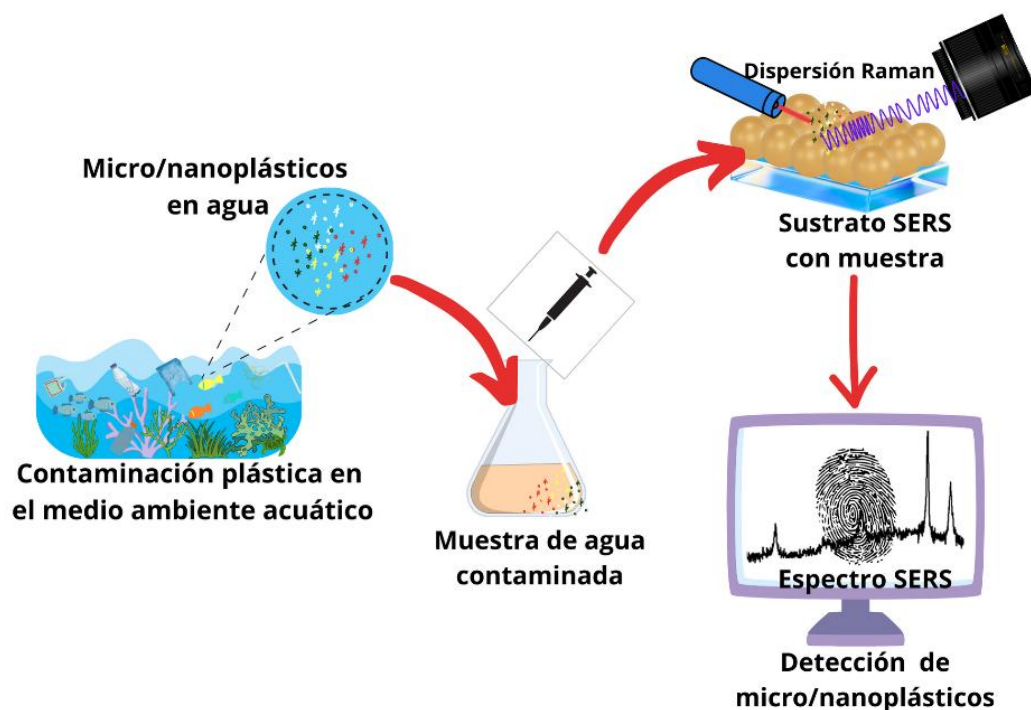 Micro/nanoplásticos
en agua
Contaminación plástica en
el medio ambiente acuático
Muestra de agua
contaminada
Dispersión Raman
Sustrato SERS
con muestra
Espectro SERS
Detección de
micro/nanoplásticos